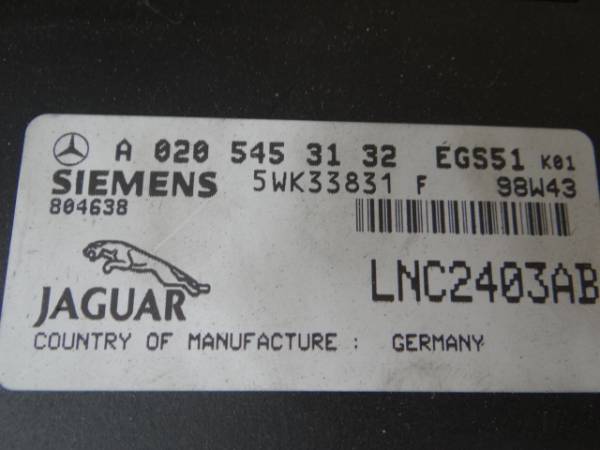 A 020 545 31 32 EGS51 K01
SIEMENS 5WK33831 F 98W43
804638
JAGUAR LNC2403AB
COUNTRY OF MANUFACTURE : GERMANY